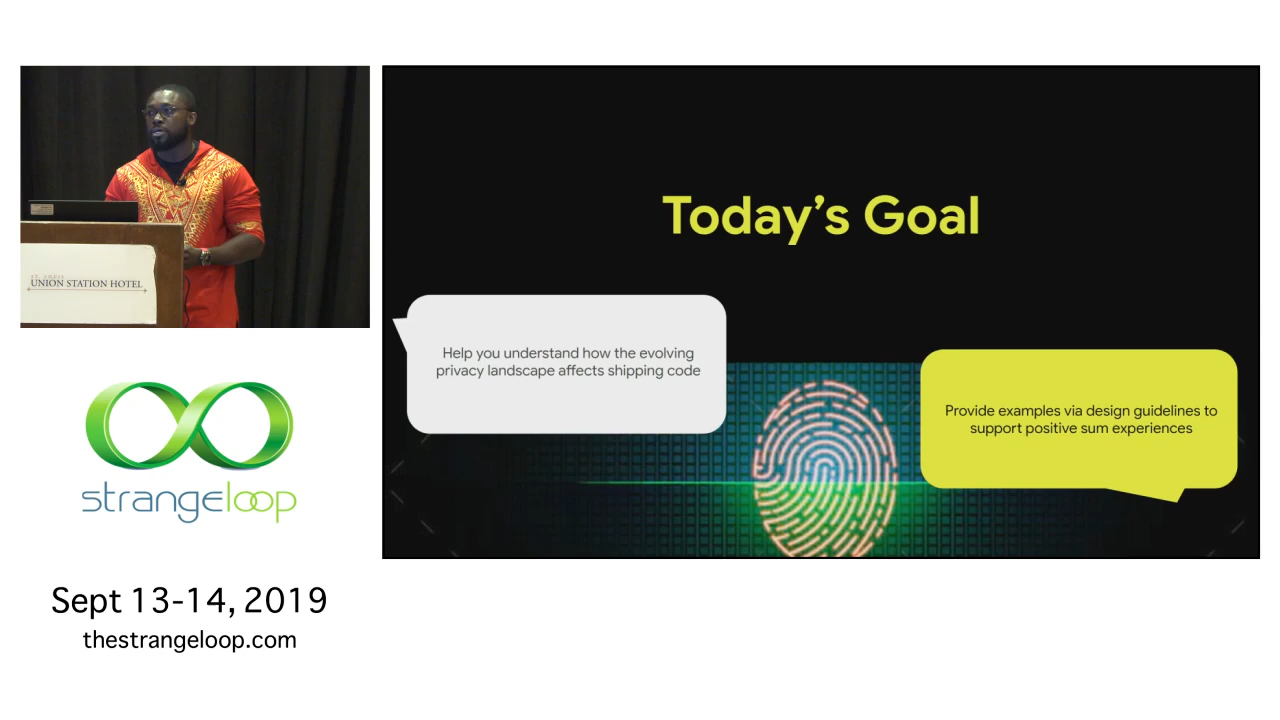 Today's Goal
Help you understand how the evolving
privacy landscape affects shipping code
Provide examples via design guidelines to
support positive sum experiences
UNION STATION HOTEL
strangeloop
Sept 13-14, 2019
thestrangeloop.com